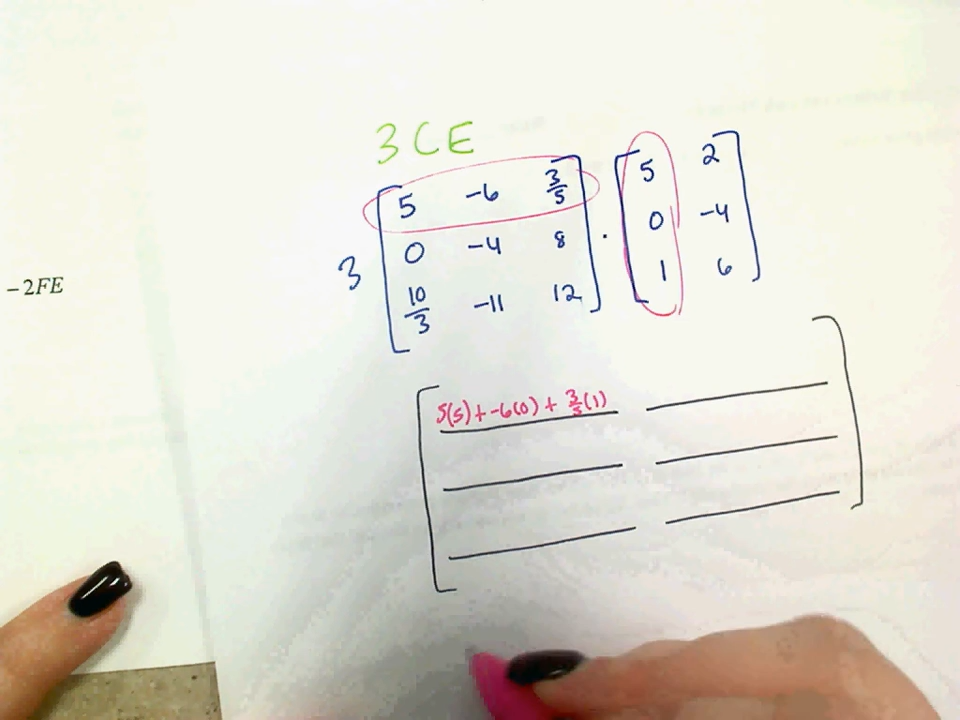 3CE
3 [ 5 -6 3/5 ] · [ 5 2 ]
[ 0 -4 8 ] [ 0 -4 ]
[ 10/3 -11 12 ] [ 1 6 ]
-2FE
5(5)+-6(0) + 3/5(1)